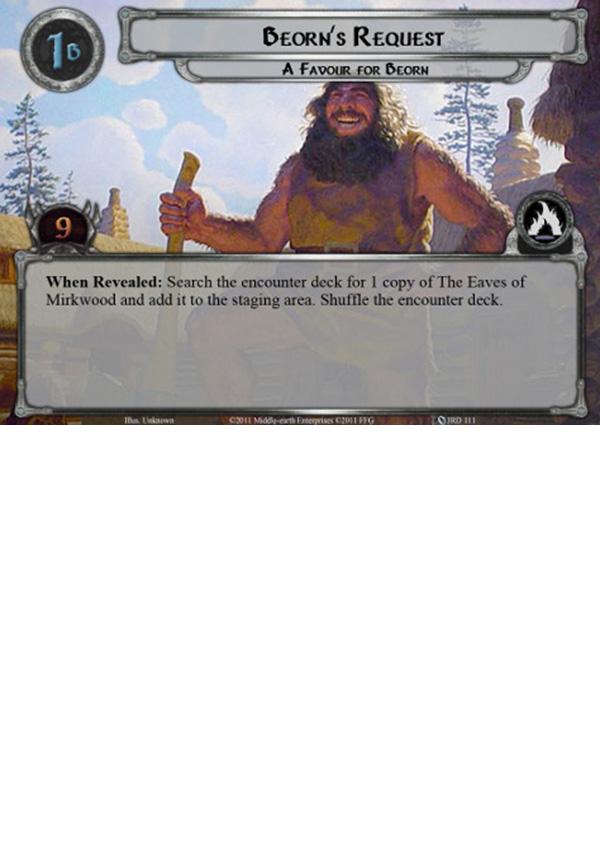 1B
BEORN'S REQUEST
A FAVOUR FOR BEORN
9
When Revealed: Search the encounter deck for 1 copy of The Eaves of
Mirkwood and add it to the staging area. Shuffle the encounter deck.
Illus. Unknown ©2011 Middle-earth Enterprises ©2011 FFG JRD 111